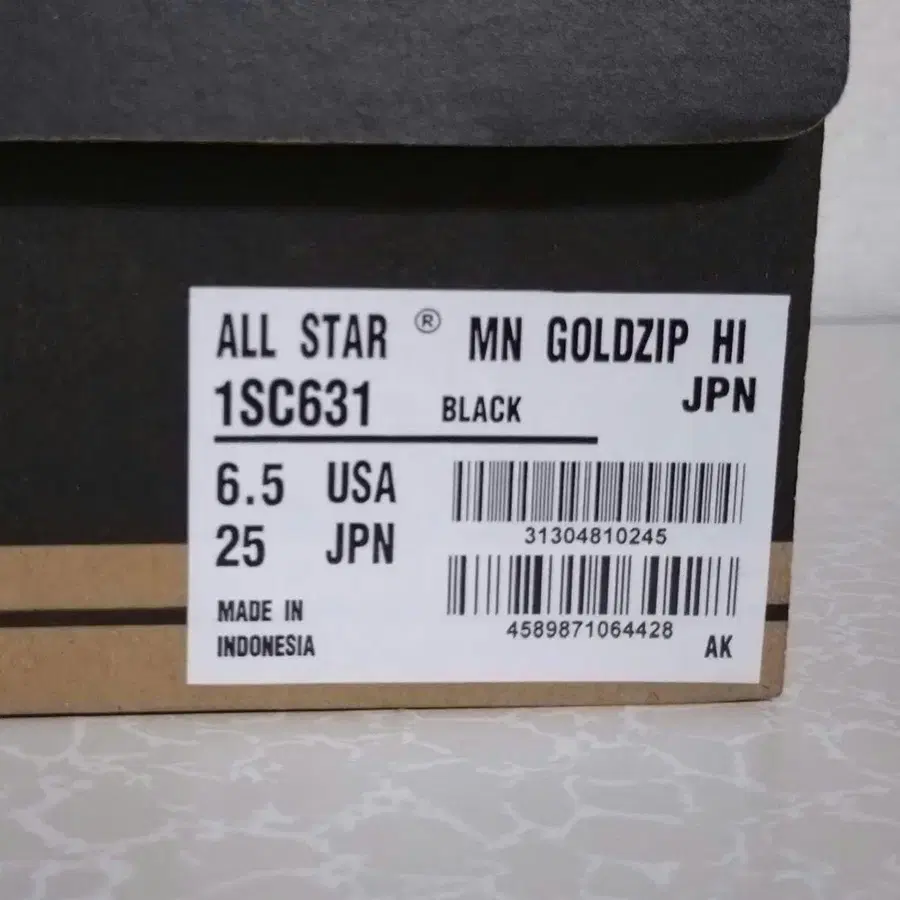 ALL STAR ® MN GOLDZIP HI
1SC631 BLACK JPN
6.5 USA
25 JPN
31304810245
4589871064428
MADE IN
INDONESIA
AK